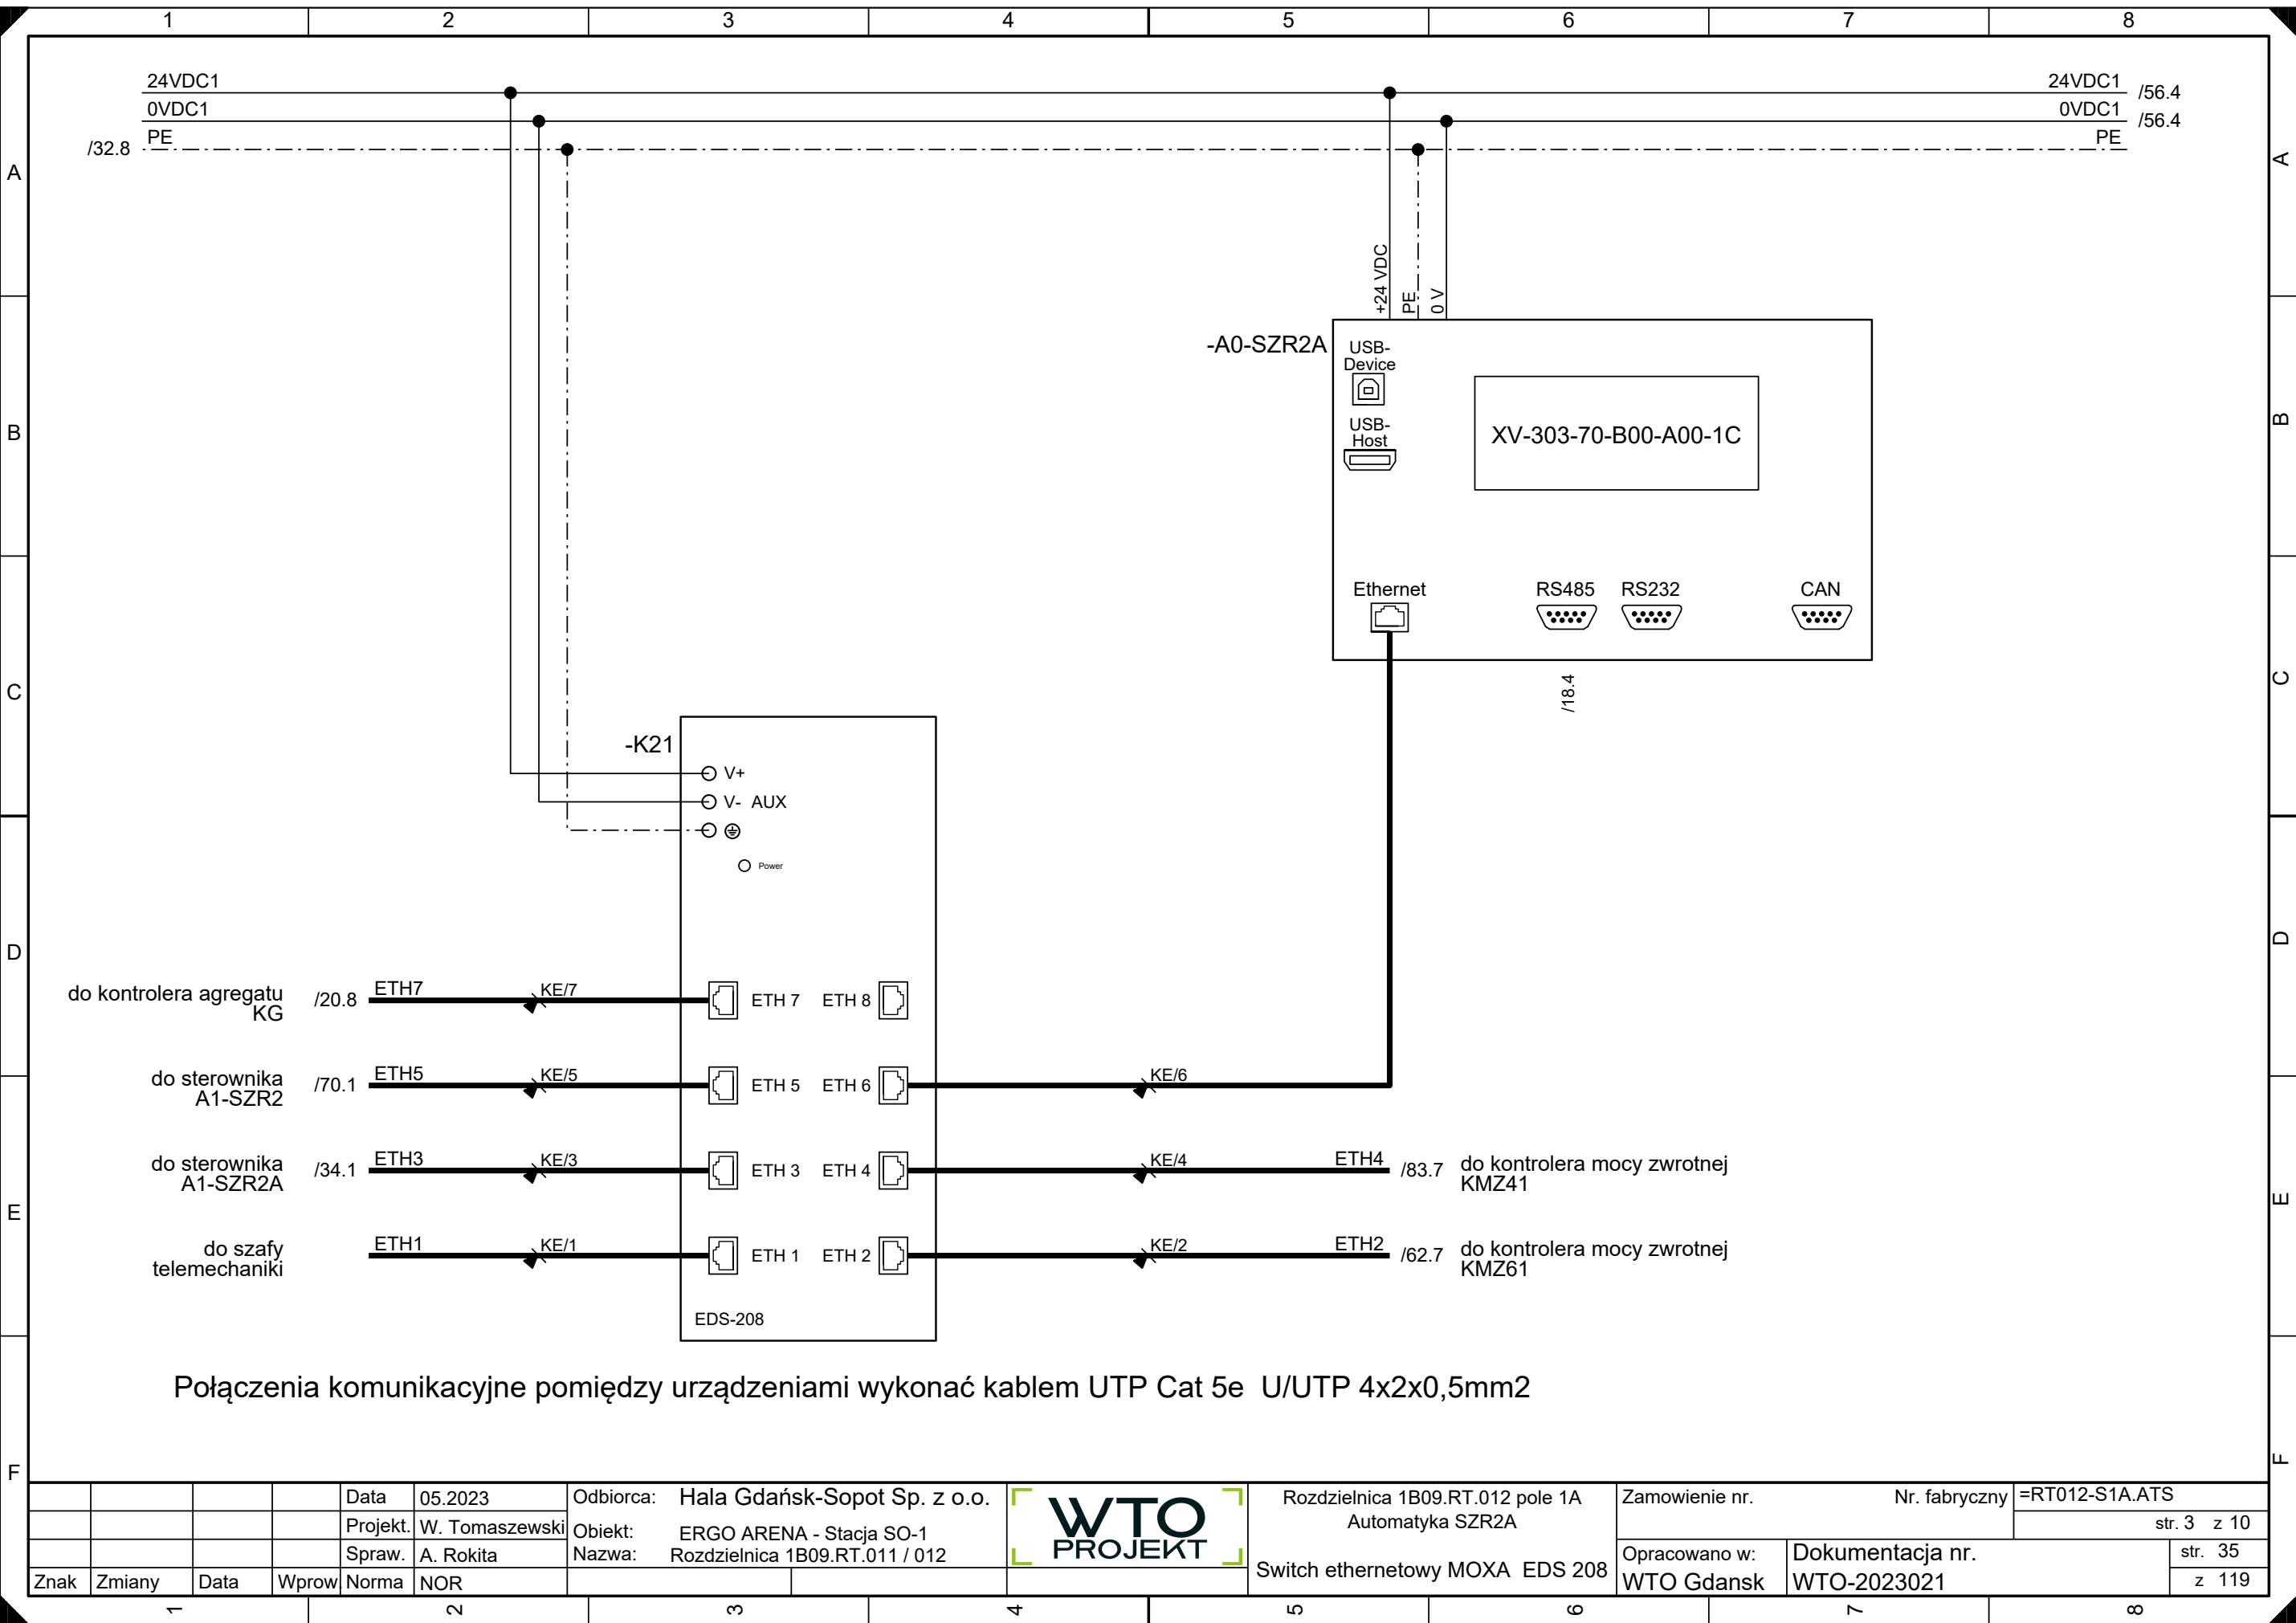 1 2 3 4 5 6 7 8
24VDC1 24VDC1 /56.4
0VDC1 0VDC1 /56.4
/32.8 PE PE
A A
+24 VDC
PE
0 V
-A0-SZR2A
USB-
Device
USB-
Host
XV-303-70-B00-A00-1C
B B
Ethernet RS485 RS232 CAN
/18.4
C C
-K21
V+
V- AUX
Power
D D
do kontrolera agregatu
KG
/20.8 ETH7 KE/7 ETH 7 ETH 8
do sterownika
A1-SZR2
/70.1 ETH5 KE/5 ETH 5 ETH 6 KE/6
do sterownika
A1-SZR2A
/34.1 ETH3 KE/3 ETH 3 ETH 4 KE/4 ETH4 /83.7
do kontrolera mocy zwrotnej
KMZ41
E E
do szafy
telemechaniki
ETH1 KE/1 ETH 1 ETH 2 KE/2 ETH2 /62.7
do kontrolera mocy zwrotnej
KMZ61
EDS-208
Połączenia komunikacyjne pomiędzy urządzeniami wykonać kablem UTP Cat 5e U/UTP 4x2x0,5mm2
F F
Data 05.2023
Projekt. W. Tomaszewski
Spraw. A. Rokita
Znak Zmiany Data Wprow. Norma NOR
Odbiorca: Hala Gdańsk-Sopot Sp. z o.o.
Obiekt: ERGO ARENA - Stacja SO-1
Nazwa: Rozdzielnica 1B09.RT.011 / 012
WTO
PROJEKT
Rozdzielnica 1B09.RT.012 pole 1A
Automatyka SZR2A
Switch ethernetowy MOXA EDS 208
Zamowienie nr. Nr. fabryczny =RT012-S1A.ATS
str. 3 z 10
Opracowano w: Dokumentacja nr. str. 35
WTO Gdansk WTO-2023021 z 119
1 2 3 4 5 6 7 8